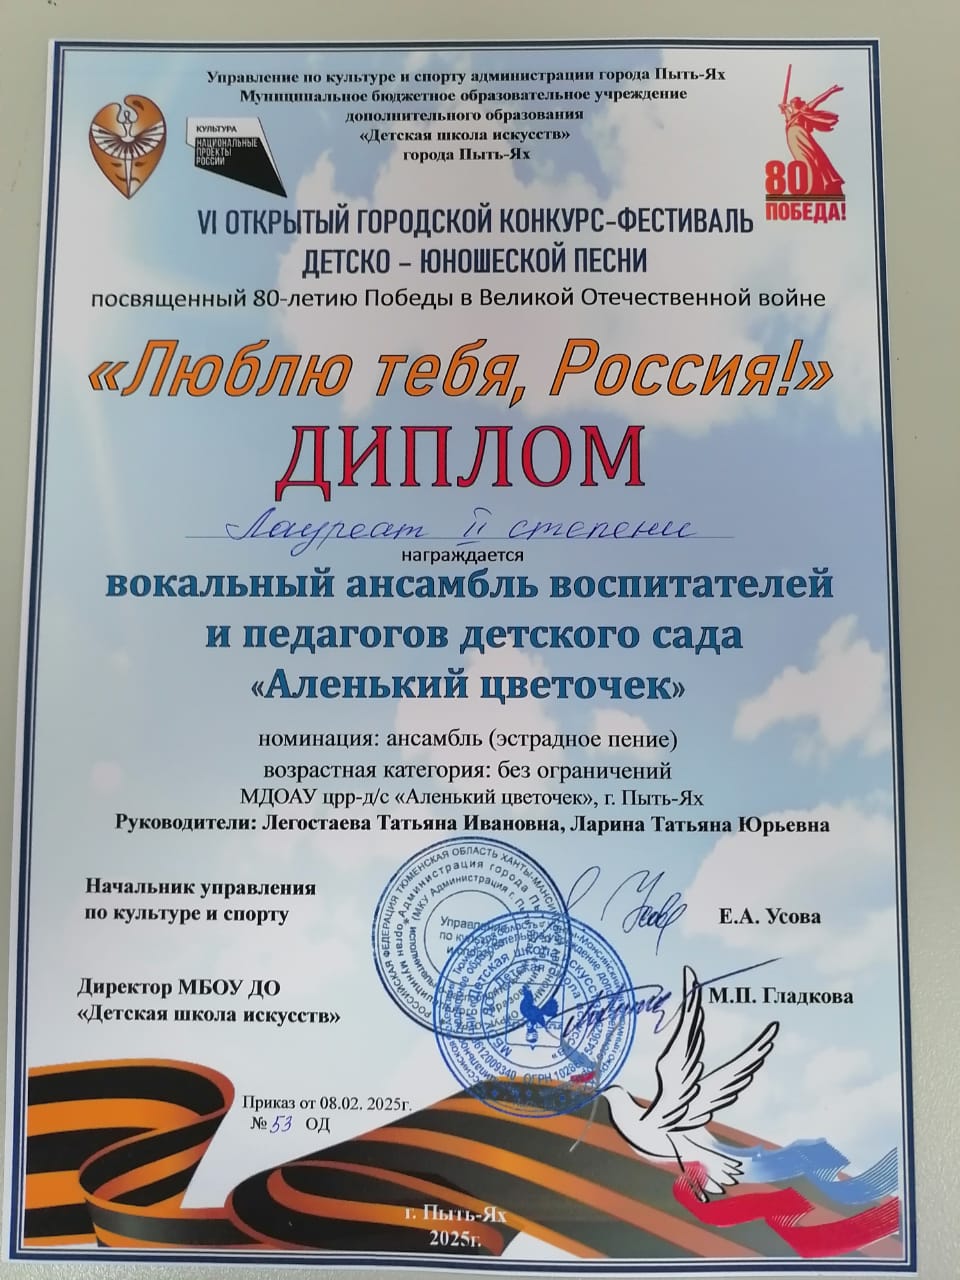 Управление по культуре и спорту администрации города Пыть-Ях
Муниципальное бюджетное образовательное учреждение
дополнительного образования
«Детская школа искусств»
города Пыть-Ях
КУЛЬТУРА
НАЦИОНАЛЬНЫЕ
ПРОЕКТЫ
РОССИИ
80
ПОБЕДА!
VI ОТКРЫТЫЙ ГОРОДСКОЙ КОНКУРС-ФЕСТИВАЛЬ
ДЕТСКО – ЮНОШЕСКОЙ ПЕСНИ
посвященный 80-летию Победы в Великой Отечественной войне
«Люблю тебя, Россия!»
ДИПЛОМ
Лауреат II степени
награждается
вокальный ансамбль воспитателей
и педагогов детского сада
«Аленький цветочек»
номинация: ансамбль (эстрадное пение)
возрастная категория: без ограничений
МДОАУ црр-д/с «Аленький цветочек», г. Пыть-Ях
Руководители: Легостаева Татьяна Ивановна, Ларина Татьяна Юрьевна
Начальник управления
по культуре и спорту
Е.А. Усова
Директор МБОУ ДО
«Детская школа искусств»
М.П. Гладкова
Приказ от 08.02. 2025г.
№ 53 ОД
г. Пыть-Ях
2025г.